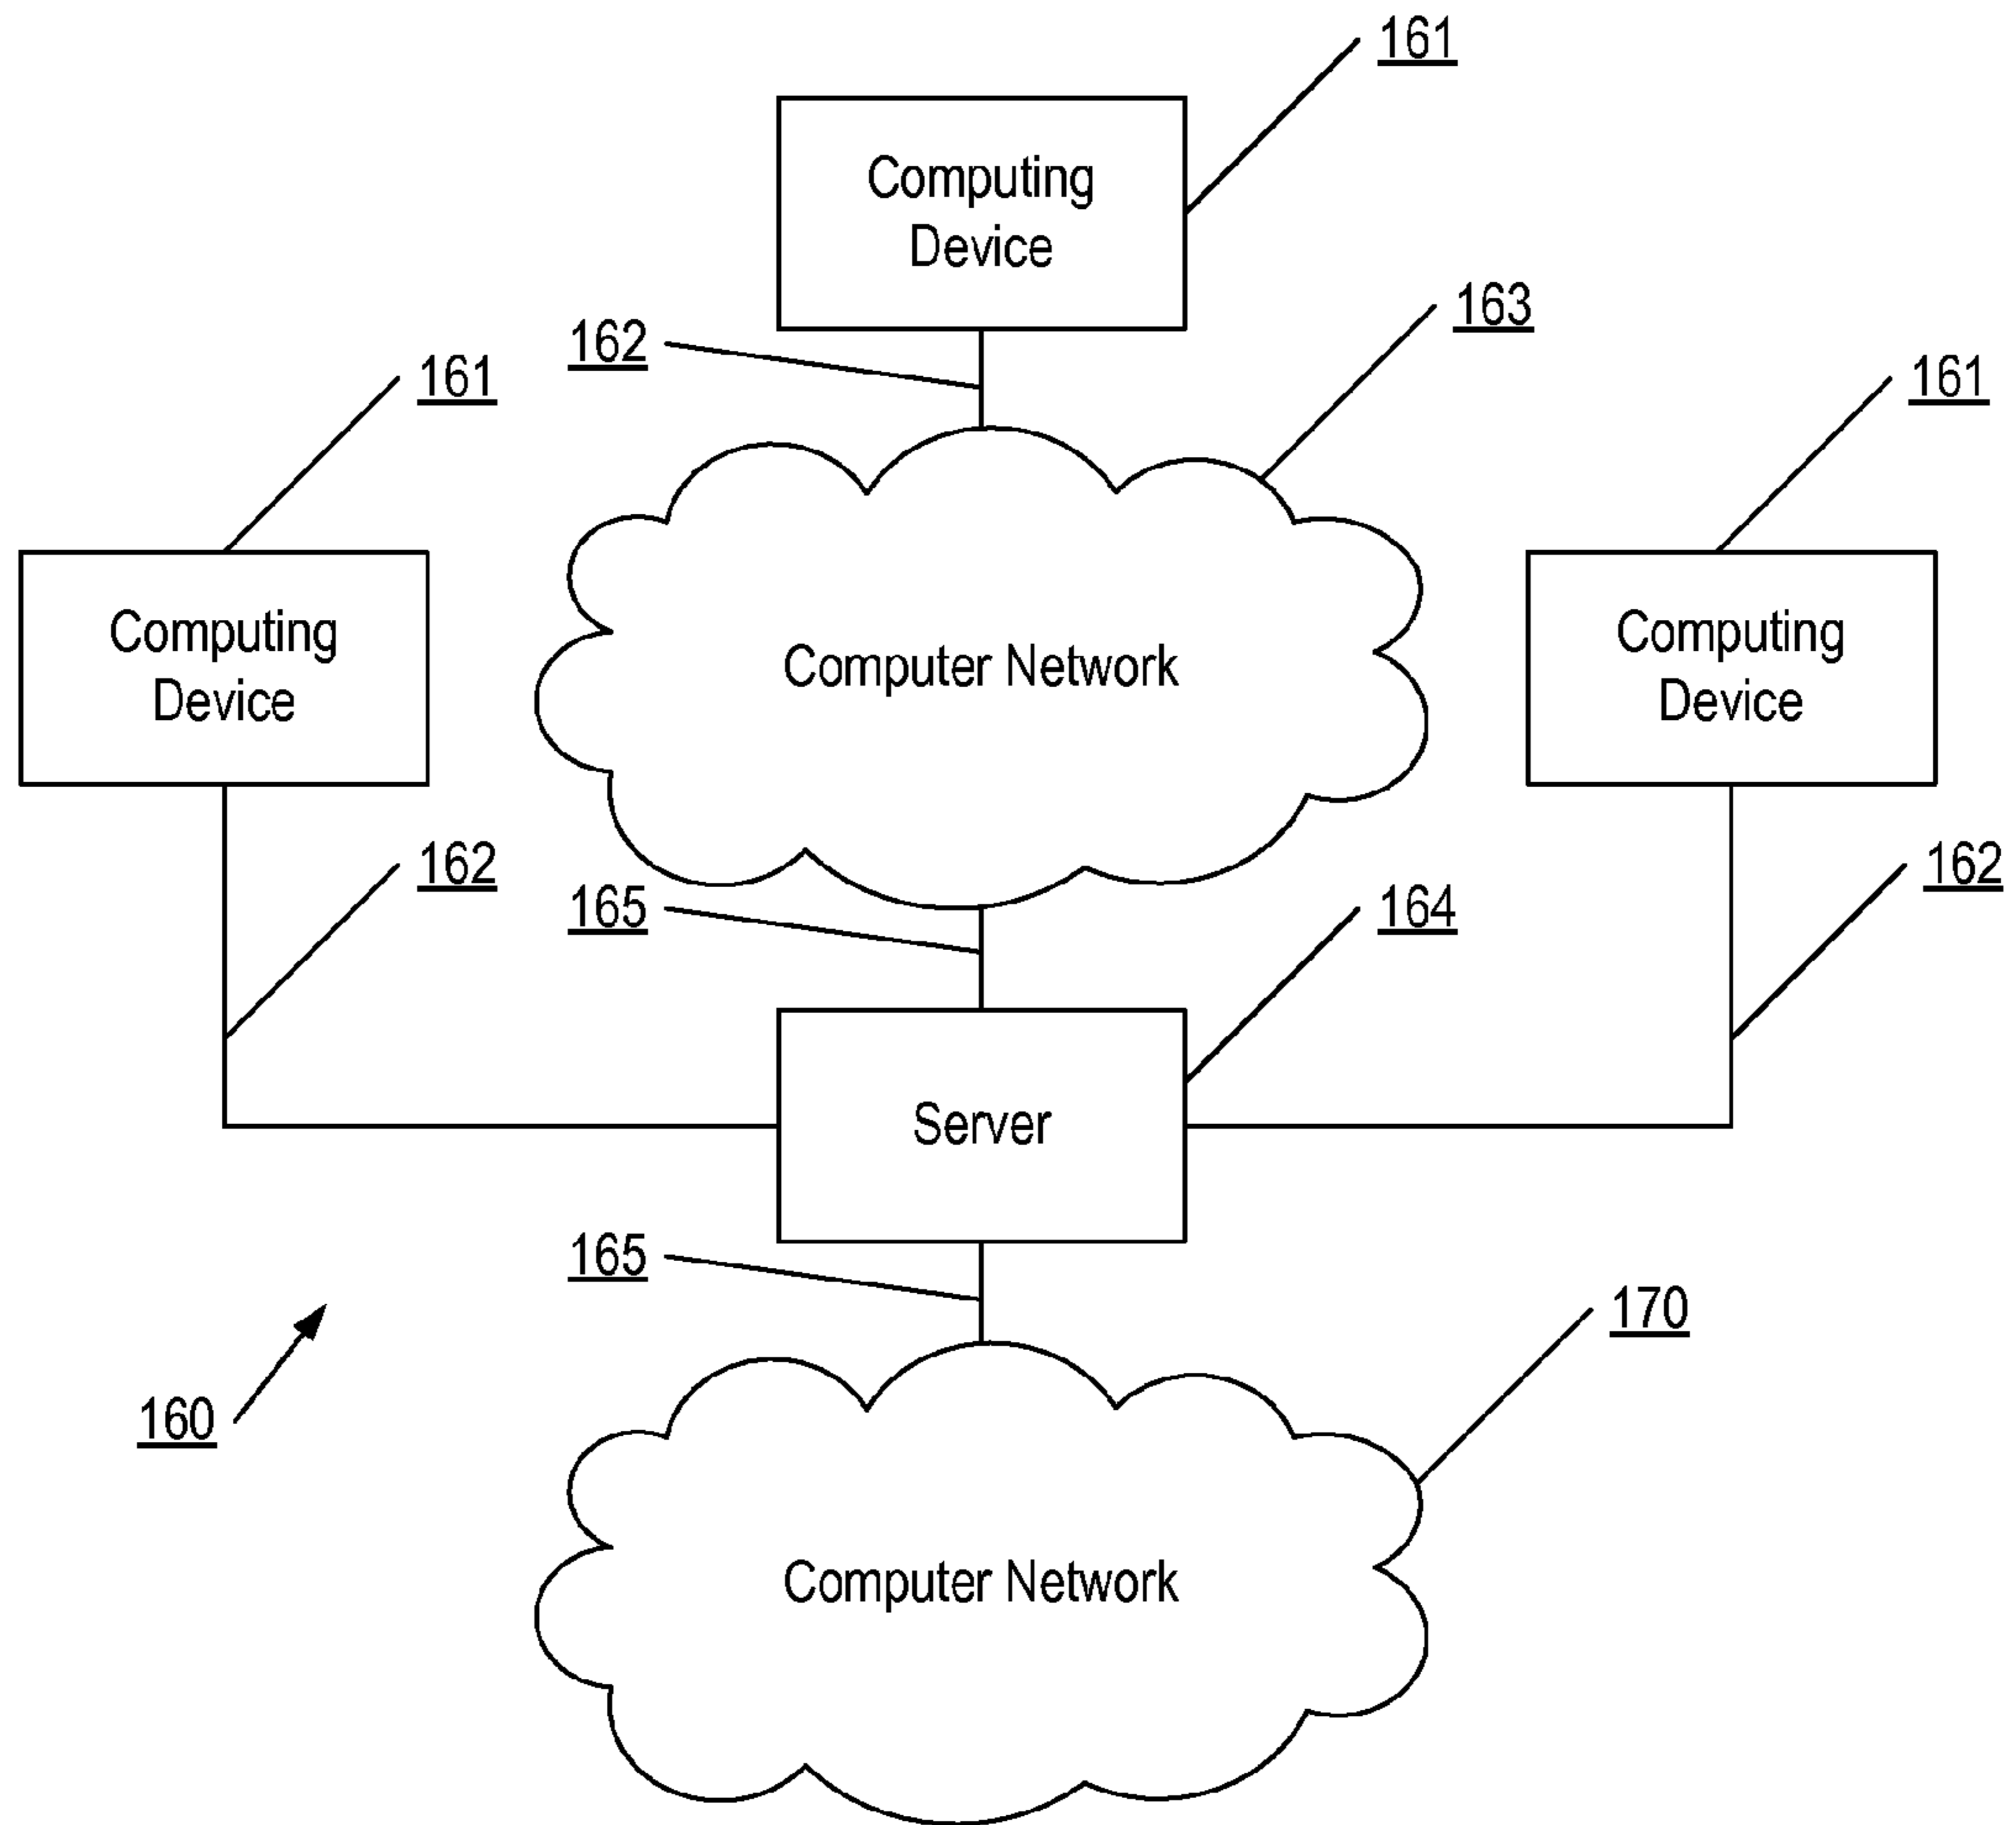 161
Computing
Device
163
162
161
161
Computing
Device
Computer Network
Computing
Device
162
162
165
164
Server
165
170
160
Computer Network